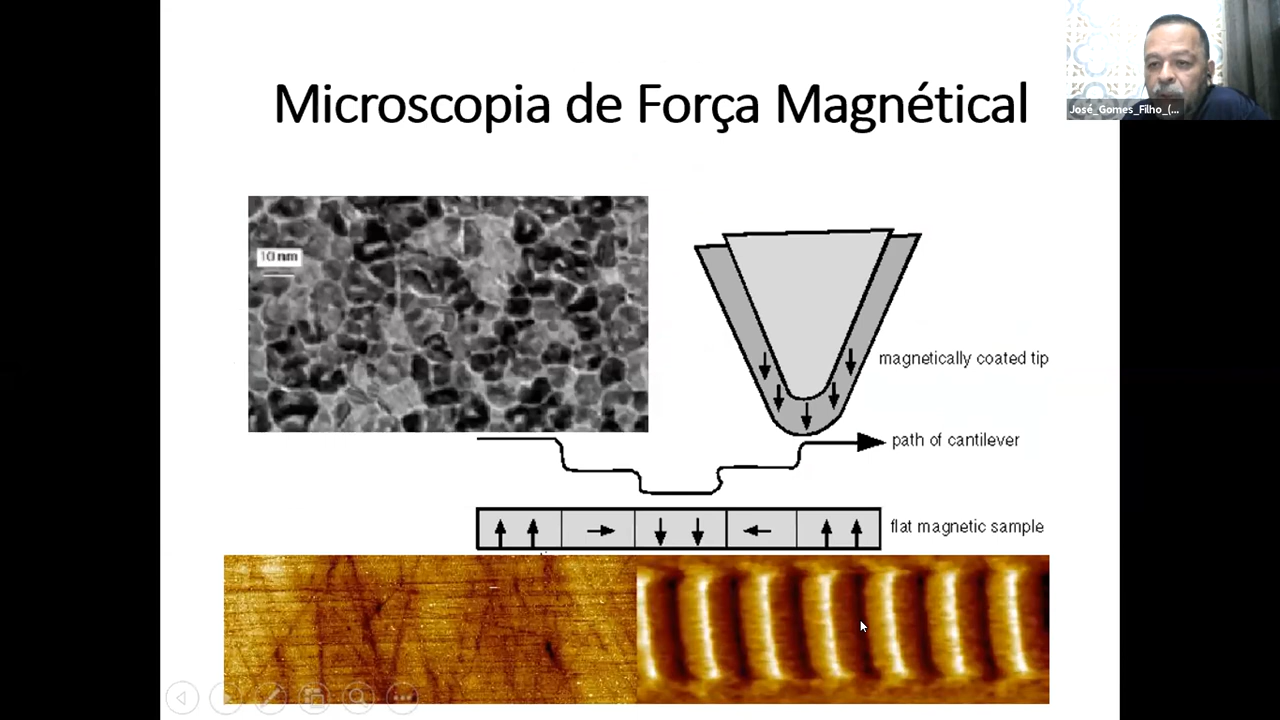 Microscopia de Força Magnétical
José_Gomes_Filho_(...
10 nm
magnetically coated tip
path of cantilever
flat magnetic sample